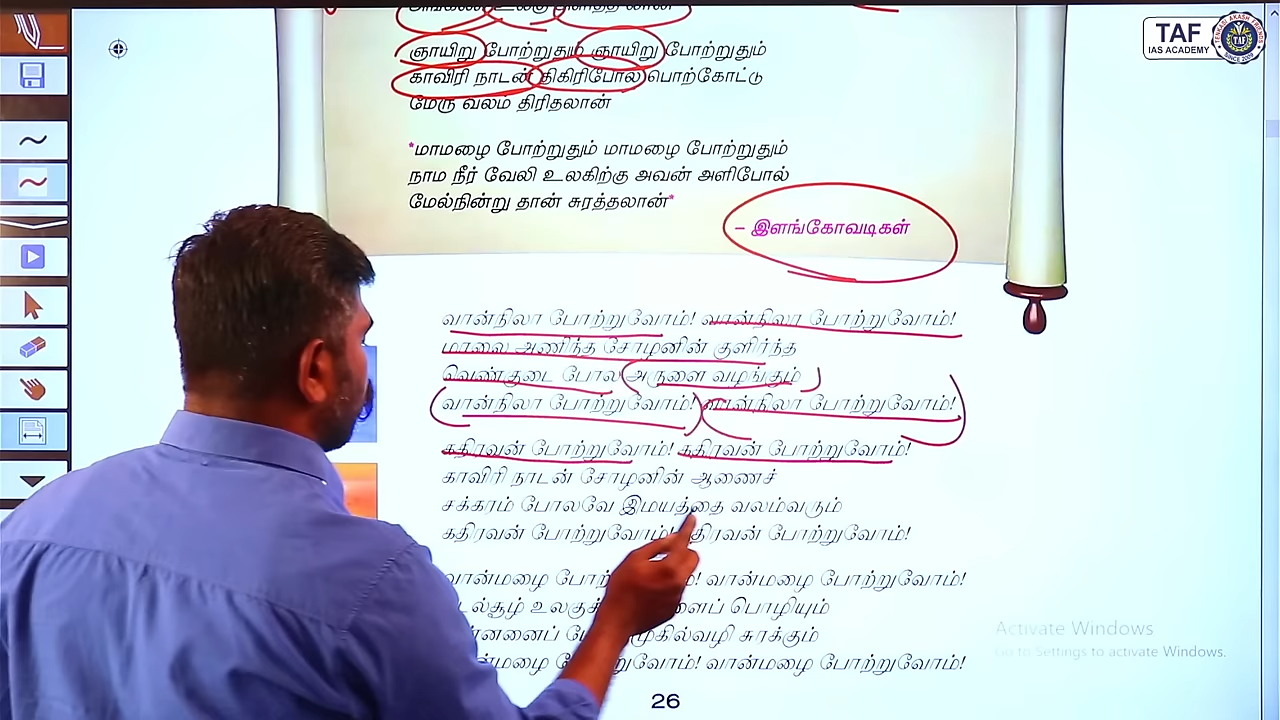 TAF
IAS ACADEMY
ஞாயிறு போற்றுதும் ஞாயிறு போற்றுதும்
காவிரி நாடன் திகிரிபோல் பொற்கோட்டு
மேரு வலம் திரிதலான்
*மாமழை போற்றுதும் மாமழை போற்றுதும்
நாம நீர் வேலி உலகிற்கு அவன் அளிபோல்
மேல்நின்று தான் சுரத்தலான்*
– இளங்கோவடிகள்
வான்நிலா போற்றுவோம்! வான்நிலா போற்றுவோம்!
மாலை அணிந்த சோழனின் குளிர்ந்த
வெண்குடை போல அருளை வழங்கும்
வான்நிலா போற்றுவோம்! வான்நிலா போற்றுவோம்!
கதிரவன் போற்றுவோம்! கதிரவன் போற்றுவோம்!
காவிரி நாடன் சோழனின் ஆணைச்
சக்கரம் போலவே இமயத்தை வலம்வரும்
கதிரவன் போற்றுவோம்! கதிரவன் போற்றுவோம்!
வான்மழை வான்மழை போற்றுவோம்!
உலகுக் பொழியும்
முகில்வழி சுரக்கும்
வான்மழை போற்றுவோம்!
26
Activate Windows
Go to Settings to activate Windows.